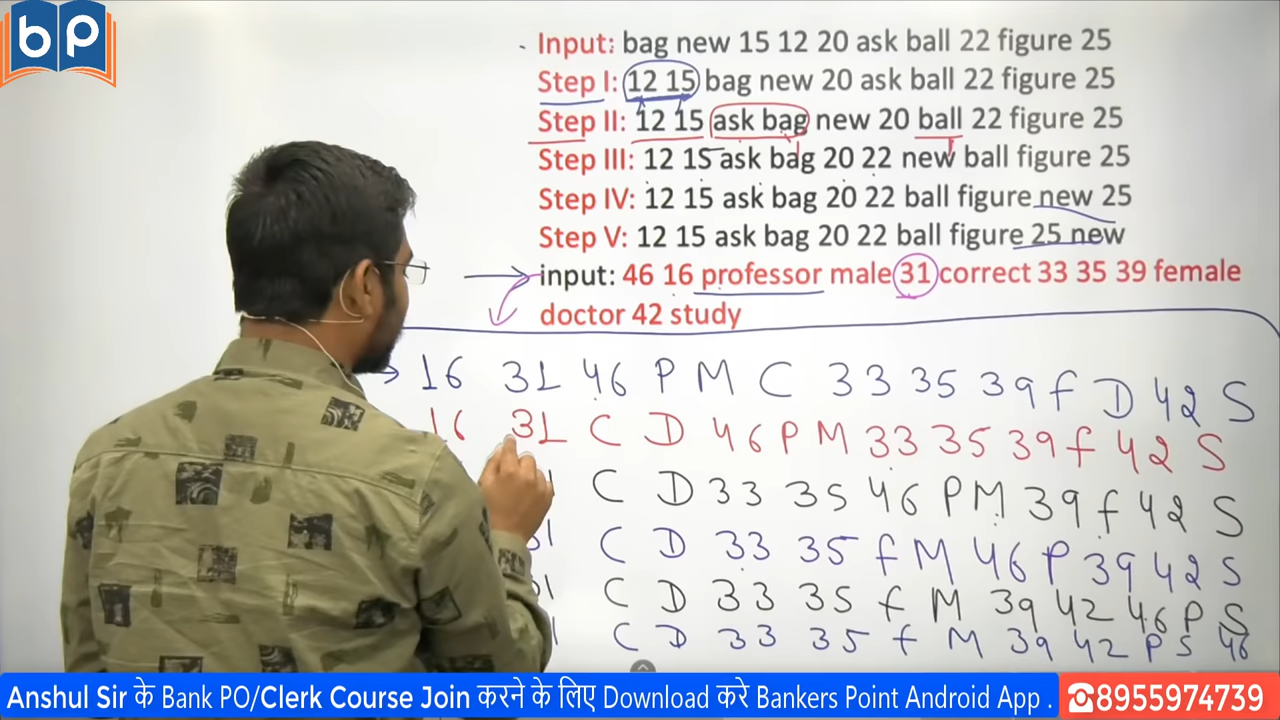 bp
Input: bag new 15 12 20 ask ball 22 figure 25
Step I: 12 15 bag new 20 ask ball 22 figure 25
Step II: 12 15 ask bag new 20 ball 22 figure 25
Step III: 12 15 ask bag 20 22 new ball figure 25
Step IV: 12 15 ask bag 20 22 ball figure new 25
Step V: 12 15 ask bag 20 22 ball figure 25 new
input: 46 16 professor male 31 correct 33 35 39 female
doctor 42 study
16 31 46 P M C 33 35 39 f D 42 S
16 31 C D 46 P M 33 35 39 f 42 S
C D 33 35 46 P M 39 f 42 S
C D 33 35 f M 46 P 39 42 S
C D 33 35 f M 39 42 46 P S
C D 33 35 f M 39 42 P S 46
Anshul Sir के Bank PO/Clerk Course Join करने के लिए Download करे Bankers Point Android App . ☎8955974739